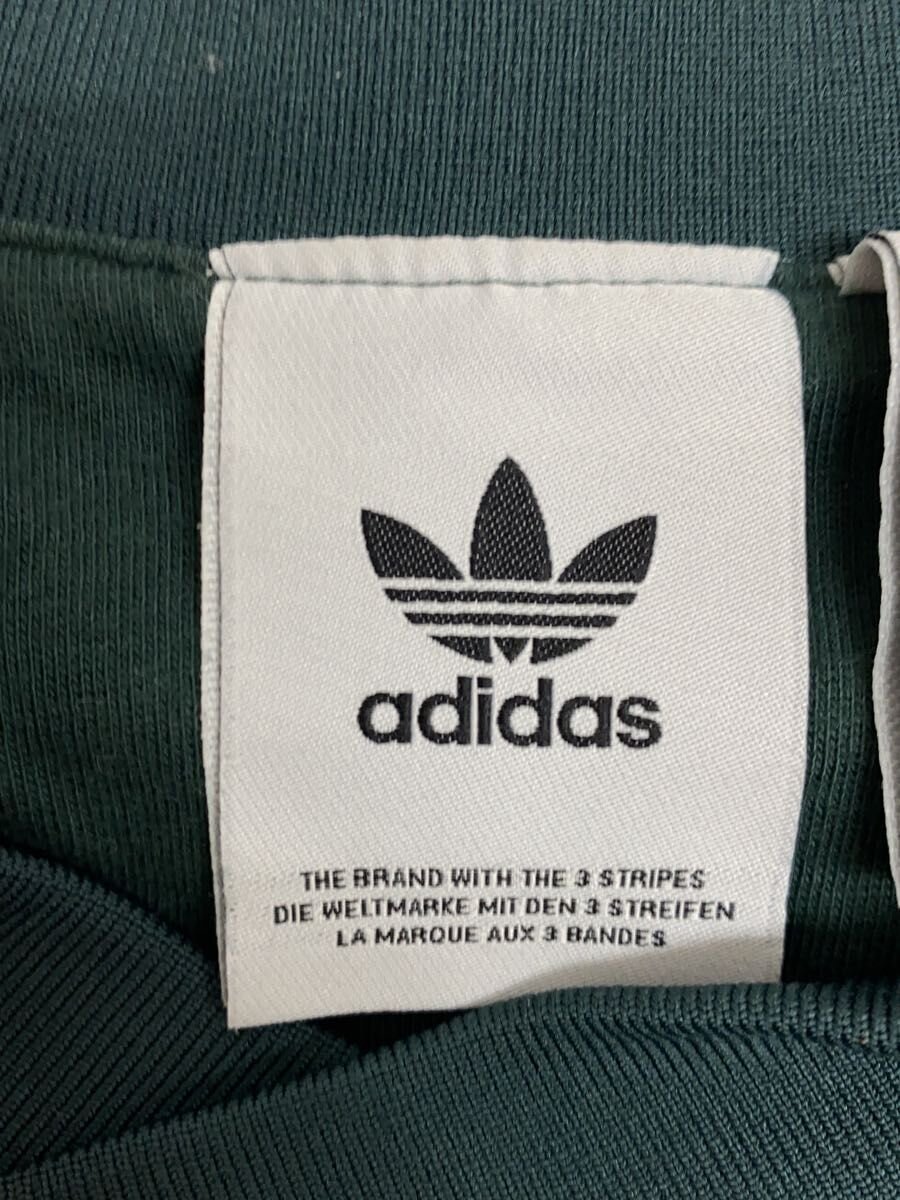 adidas
THE BRAND WITH THE 3 STRIPES
DIE WELTMARKE MIT DEN 3 STREIFEN
LA MARQUE AUX 3 BANDES